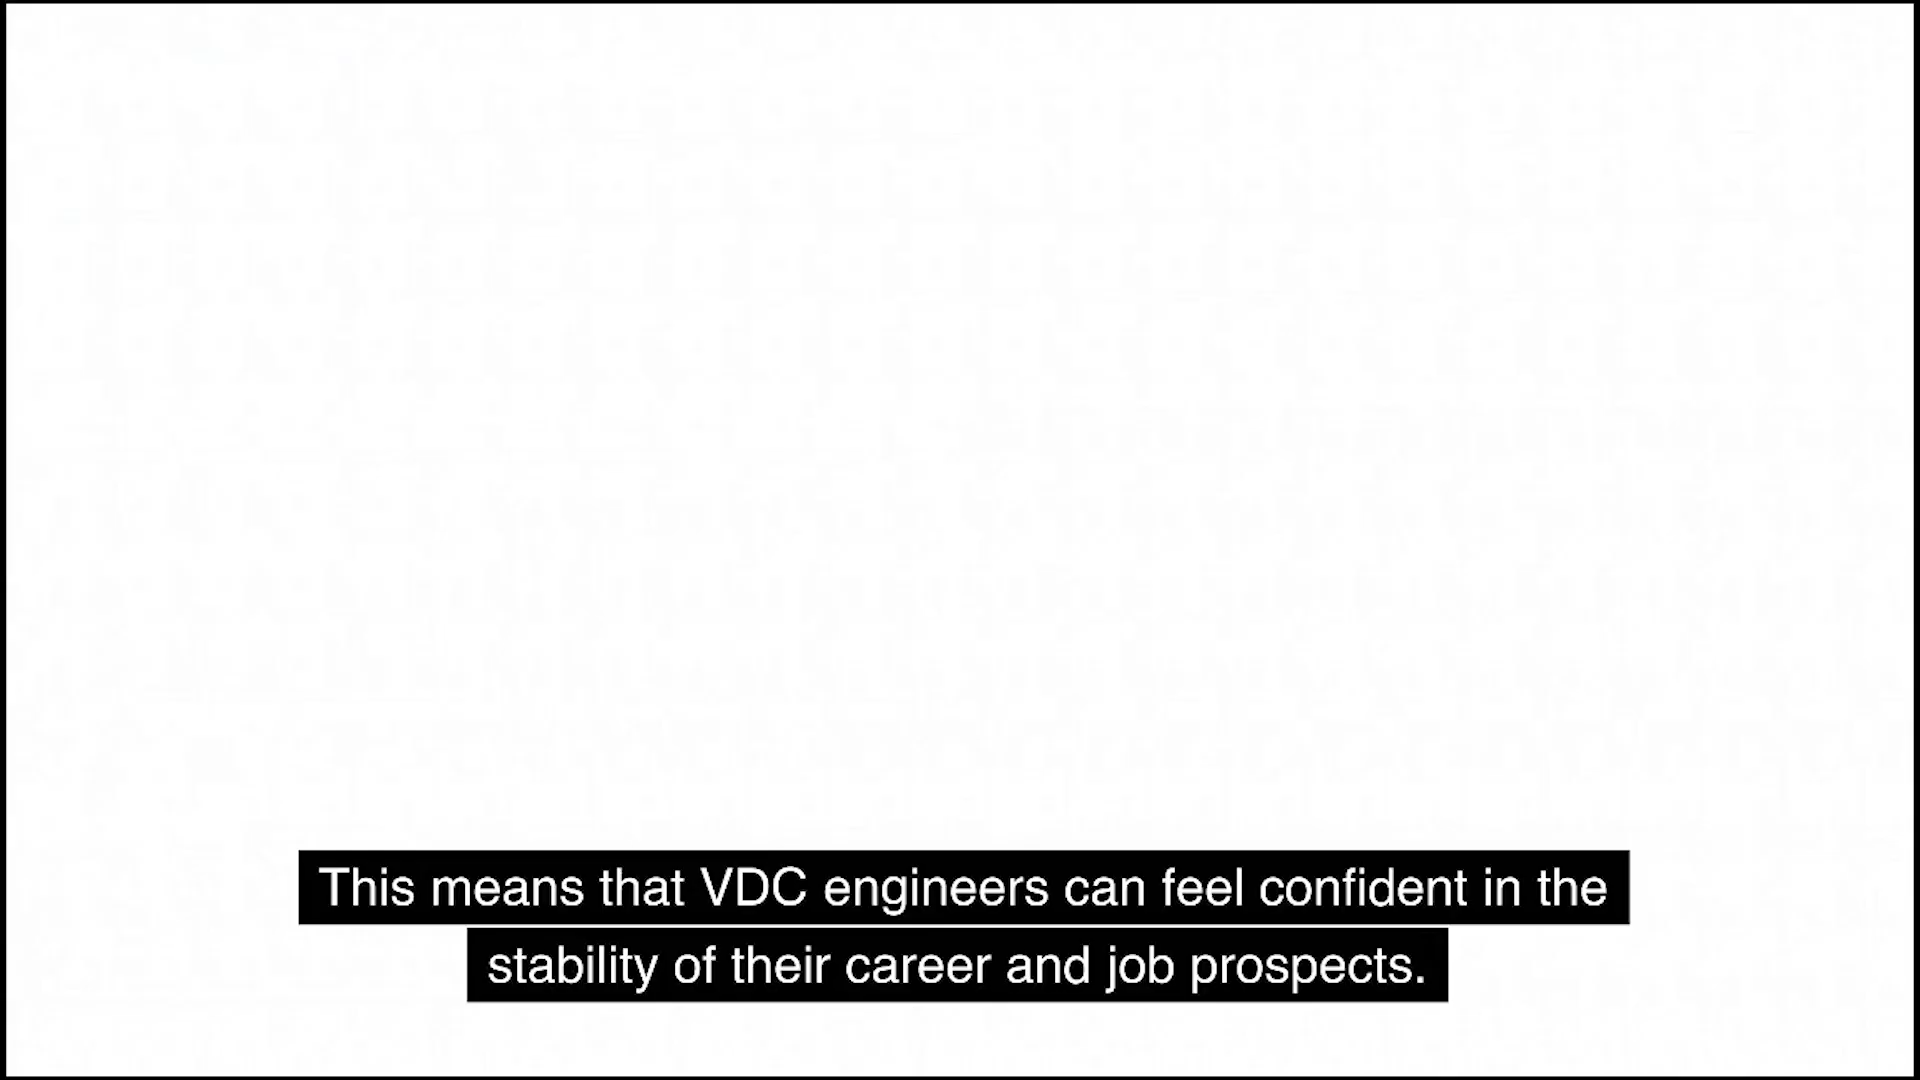 This means that VDC engineers can feel confident in the
stability of their career and job prospects.